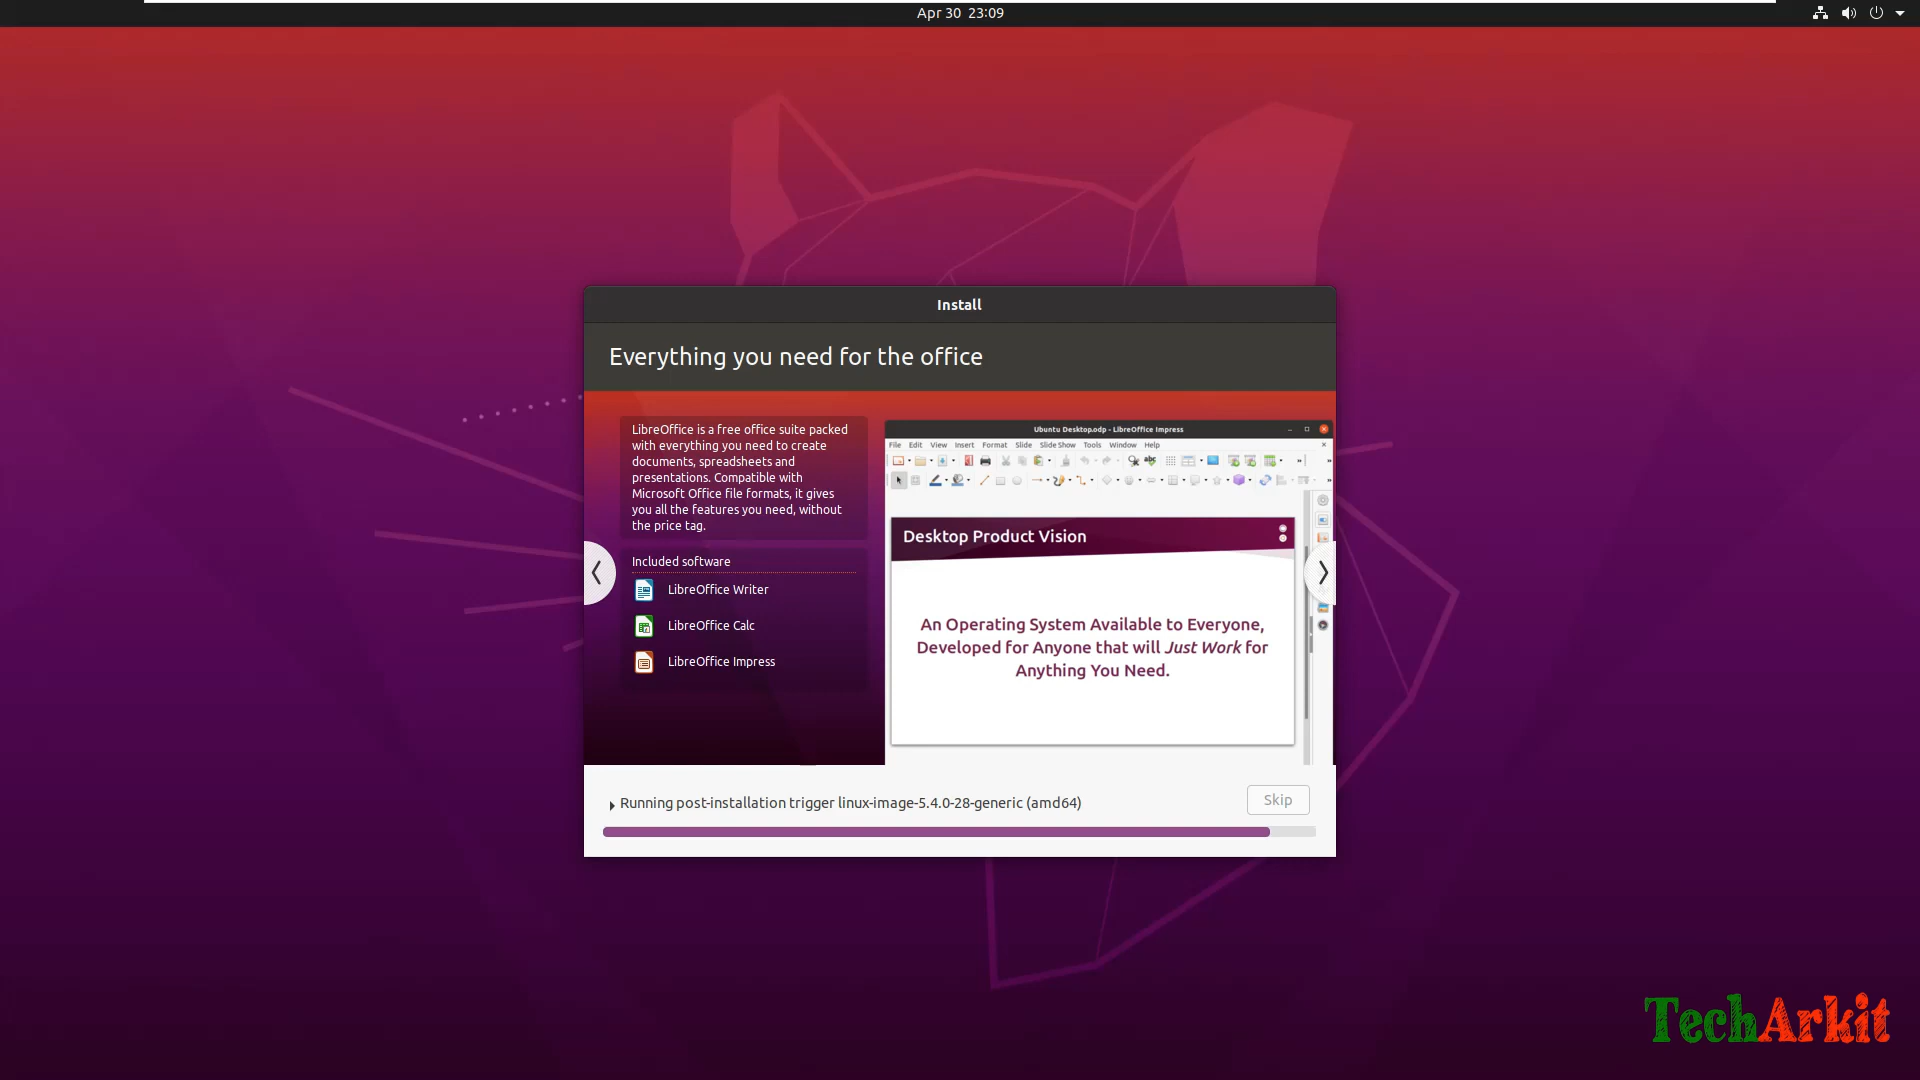 Apr 30 23:09
Install
Everything you need for the office
LibreOffice is a free office suite packed
with everything you need to create
documents, spreadsheets and
presentations. Compatible with
Microsoft Office file formats, it gives
you all the features you need, without
the price tag.
Included software
LibreOffice Writer
LibreOffice Calc
LibreOffice Impress
Ubuntu Desktop.odp - LibreOffice Impress
File Edit View Insert Format Slide Slide Show Tools Window Help
Desktop Product Vision
An Operating System Available to Everyone,
Developed for Anyone that will Just Work for
Anything You Need.
Running post-installation trigger linux-image-5.4.0-28-generic (amd64)
Skip
TechArkit